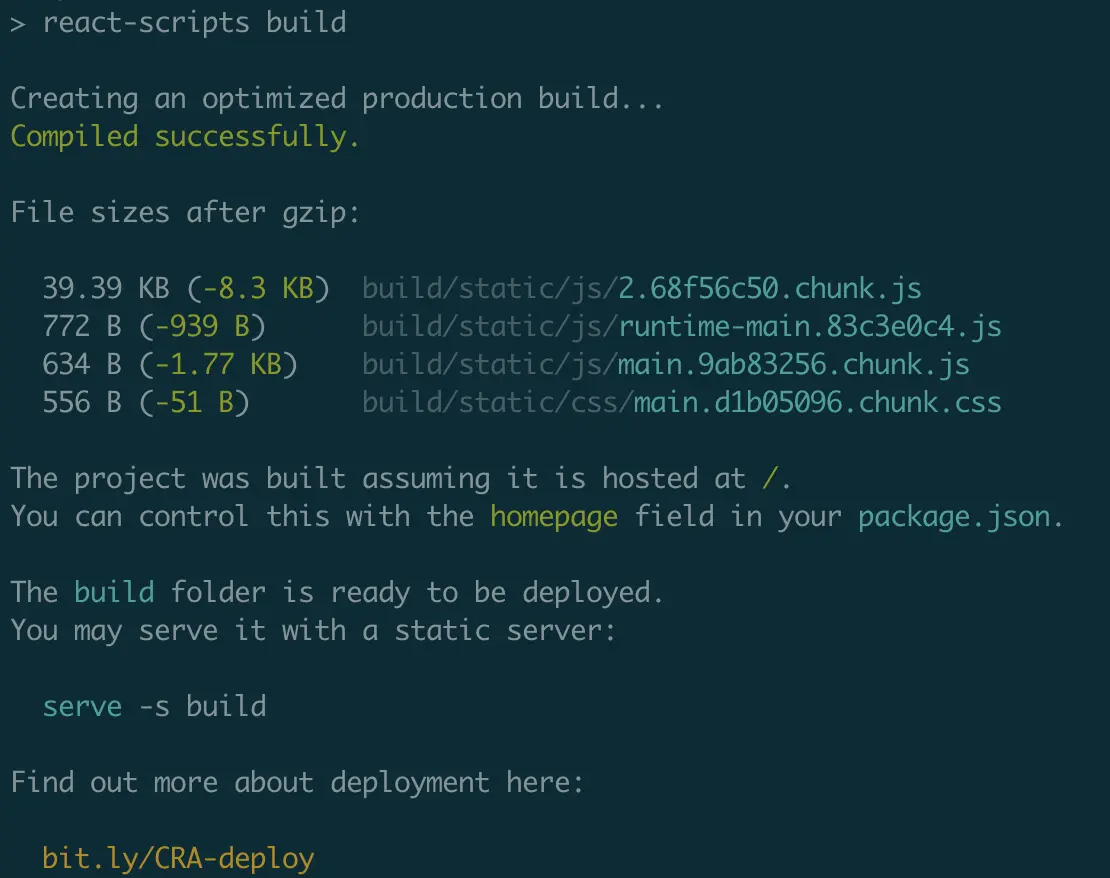 > react-scripts build
Creating an optimized production build...
Compiled successfully.
File sizes after gzip:
39.39 KB (-8.3 KB)  build/static/js/2.68f56c50.chunk.js
772 B (-939 B)      build/static/js/runtime-main.83c3e0c4.js
634 B (-1.77 KB)    build/static/js/main.9ab83256.chunk.js
556 B (-51 B)       build/static/css/main.d1b05096.chunk.css
The project was built assuming it is hosted at /.
You can control this with the homepage field in your package.json.
The build folder is ready to be deployed.
You may serve it with a static server:
serve -s build
Find out more about deployment here:
bit.ly/CRA-deploy